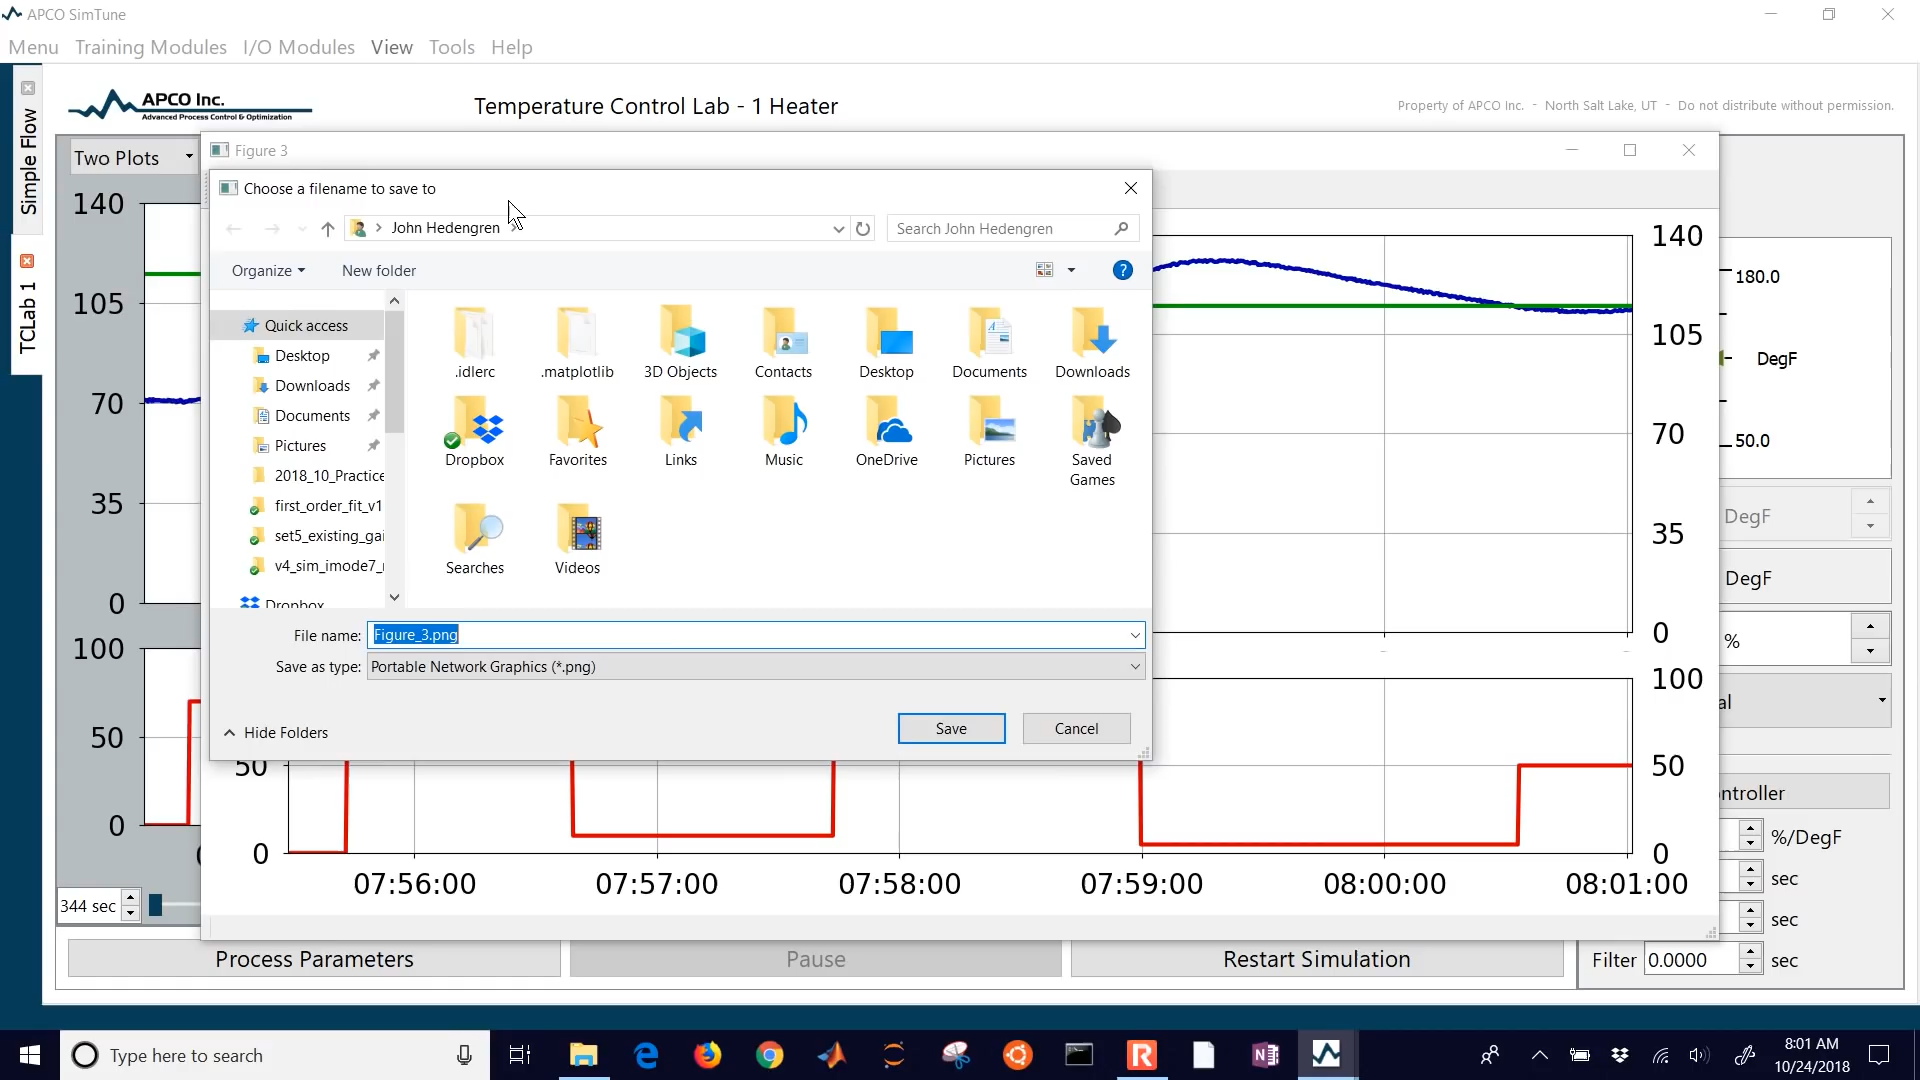 APCO SimTune
Menu Training Modules I/O Modules View Tools Help
Simple Flow
TCLab 1
APCO Inc.
Advanced Process Control & Optimization
Temperature Control Lab - 1 Heater
Property of APCO Inc. - North Salt Lake, UT - Do not distribute without permission.
Two Plots
140
105
70
35
0
100
50
0
344 sec
Figure 3
Choose a filename to save to
John Hedengren
Search John Hedengren
Organize
New folder
Quick access
Desktop
Downloads
Documents
Pictures
2018_10_Practice
first_order_fit_v1
set5_existing_gai
v4_sim_imode7_
Dropbox
.idlerc
.matplotlib
3D Objects
Contacts
Desktop
Documents
Downloads
Dropbox
Favorites
Links
Music
OneDrive
Pictures
Saved
Games
Searches
Videos
File name: Figure_3.png
Save as type: Portable Network Graphics (*.png)
Hide Folders
Save
Cancel
140
105
70
35
0
100
50
0
50
0
07:56:00
07:57:00
07:58:00
07:59:00
08:00:00
08:01:00
180.0
DegF
50.0
DegF
DegF
%
al
ontroller
%/DegF
sec
sec
Filter 0.0000 sec
Process Parameters
Pause
Restart Simulation
Type here to search
8:01 AM
10/24/2018